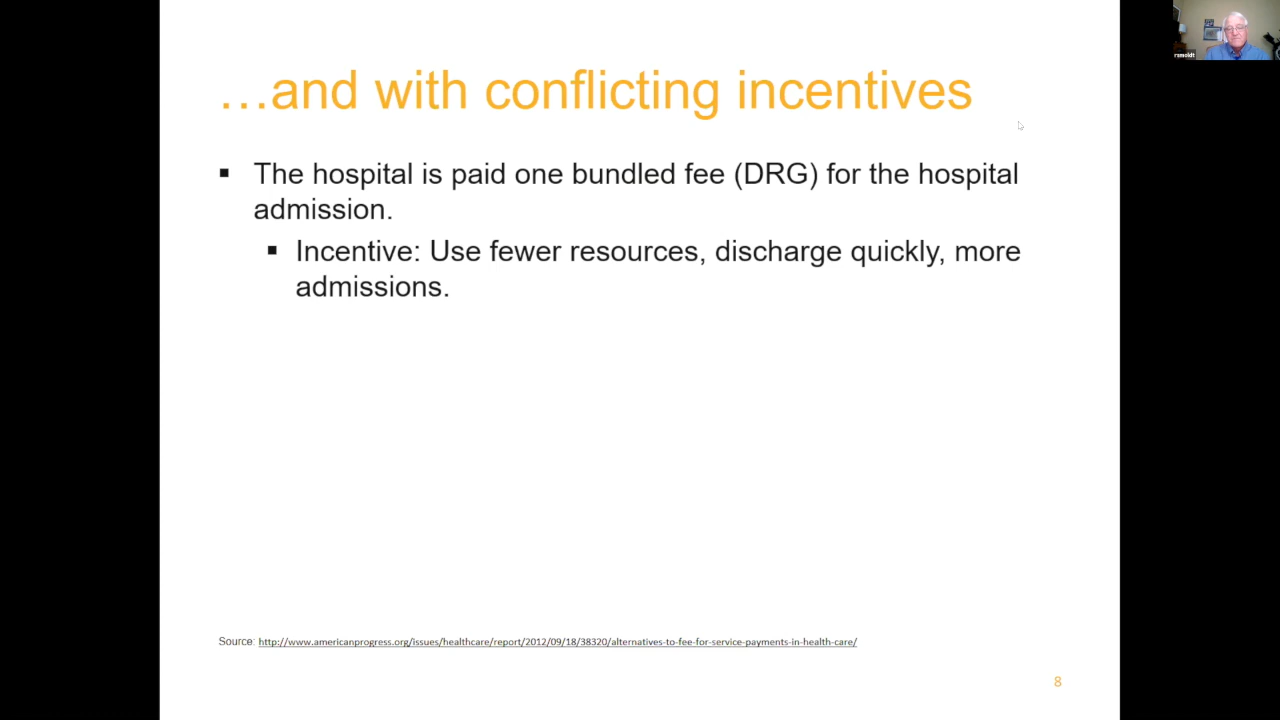 …and with conflicting incentives
▪ The hospital is paid one bundled fee (DRG) for the hospital
admission.
▪ Incentive: Use fewer resources, discharge quickly, more
admissions.
Source: http://www.americanprogress.org/issues/healthcare/report/2012/09/18/38320/alternatives-to-fee-for-service-payments-in-health-care/
8
rsmoldt